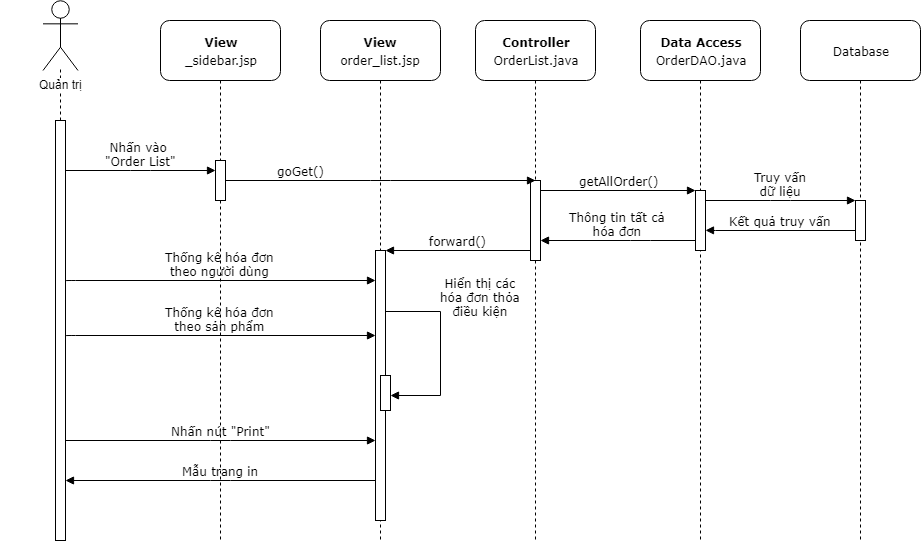 Quản trị
View
_sidebar.jsp
View
order_list.jsp
Controller
OrderList.java
Data Access
OrderDAO.java
Database
Nhấn vào
"Order List"
goGet()
getAllOrder()
Truy vấn
dữ liệu
Thông tin tất cả
hóa đơn
Kết quả truy vấn
forward()
Thống kê hóa đơn
theo người dùng
Hiển thị các
hóa đơn thỏa
điều kiện
Thống kê hóa đơn
theo sản phẩm
Nhấn nút "Print"
Mẫu trang in